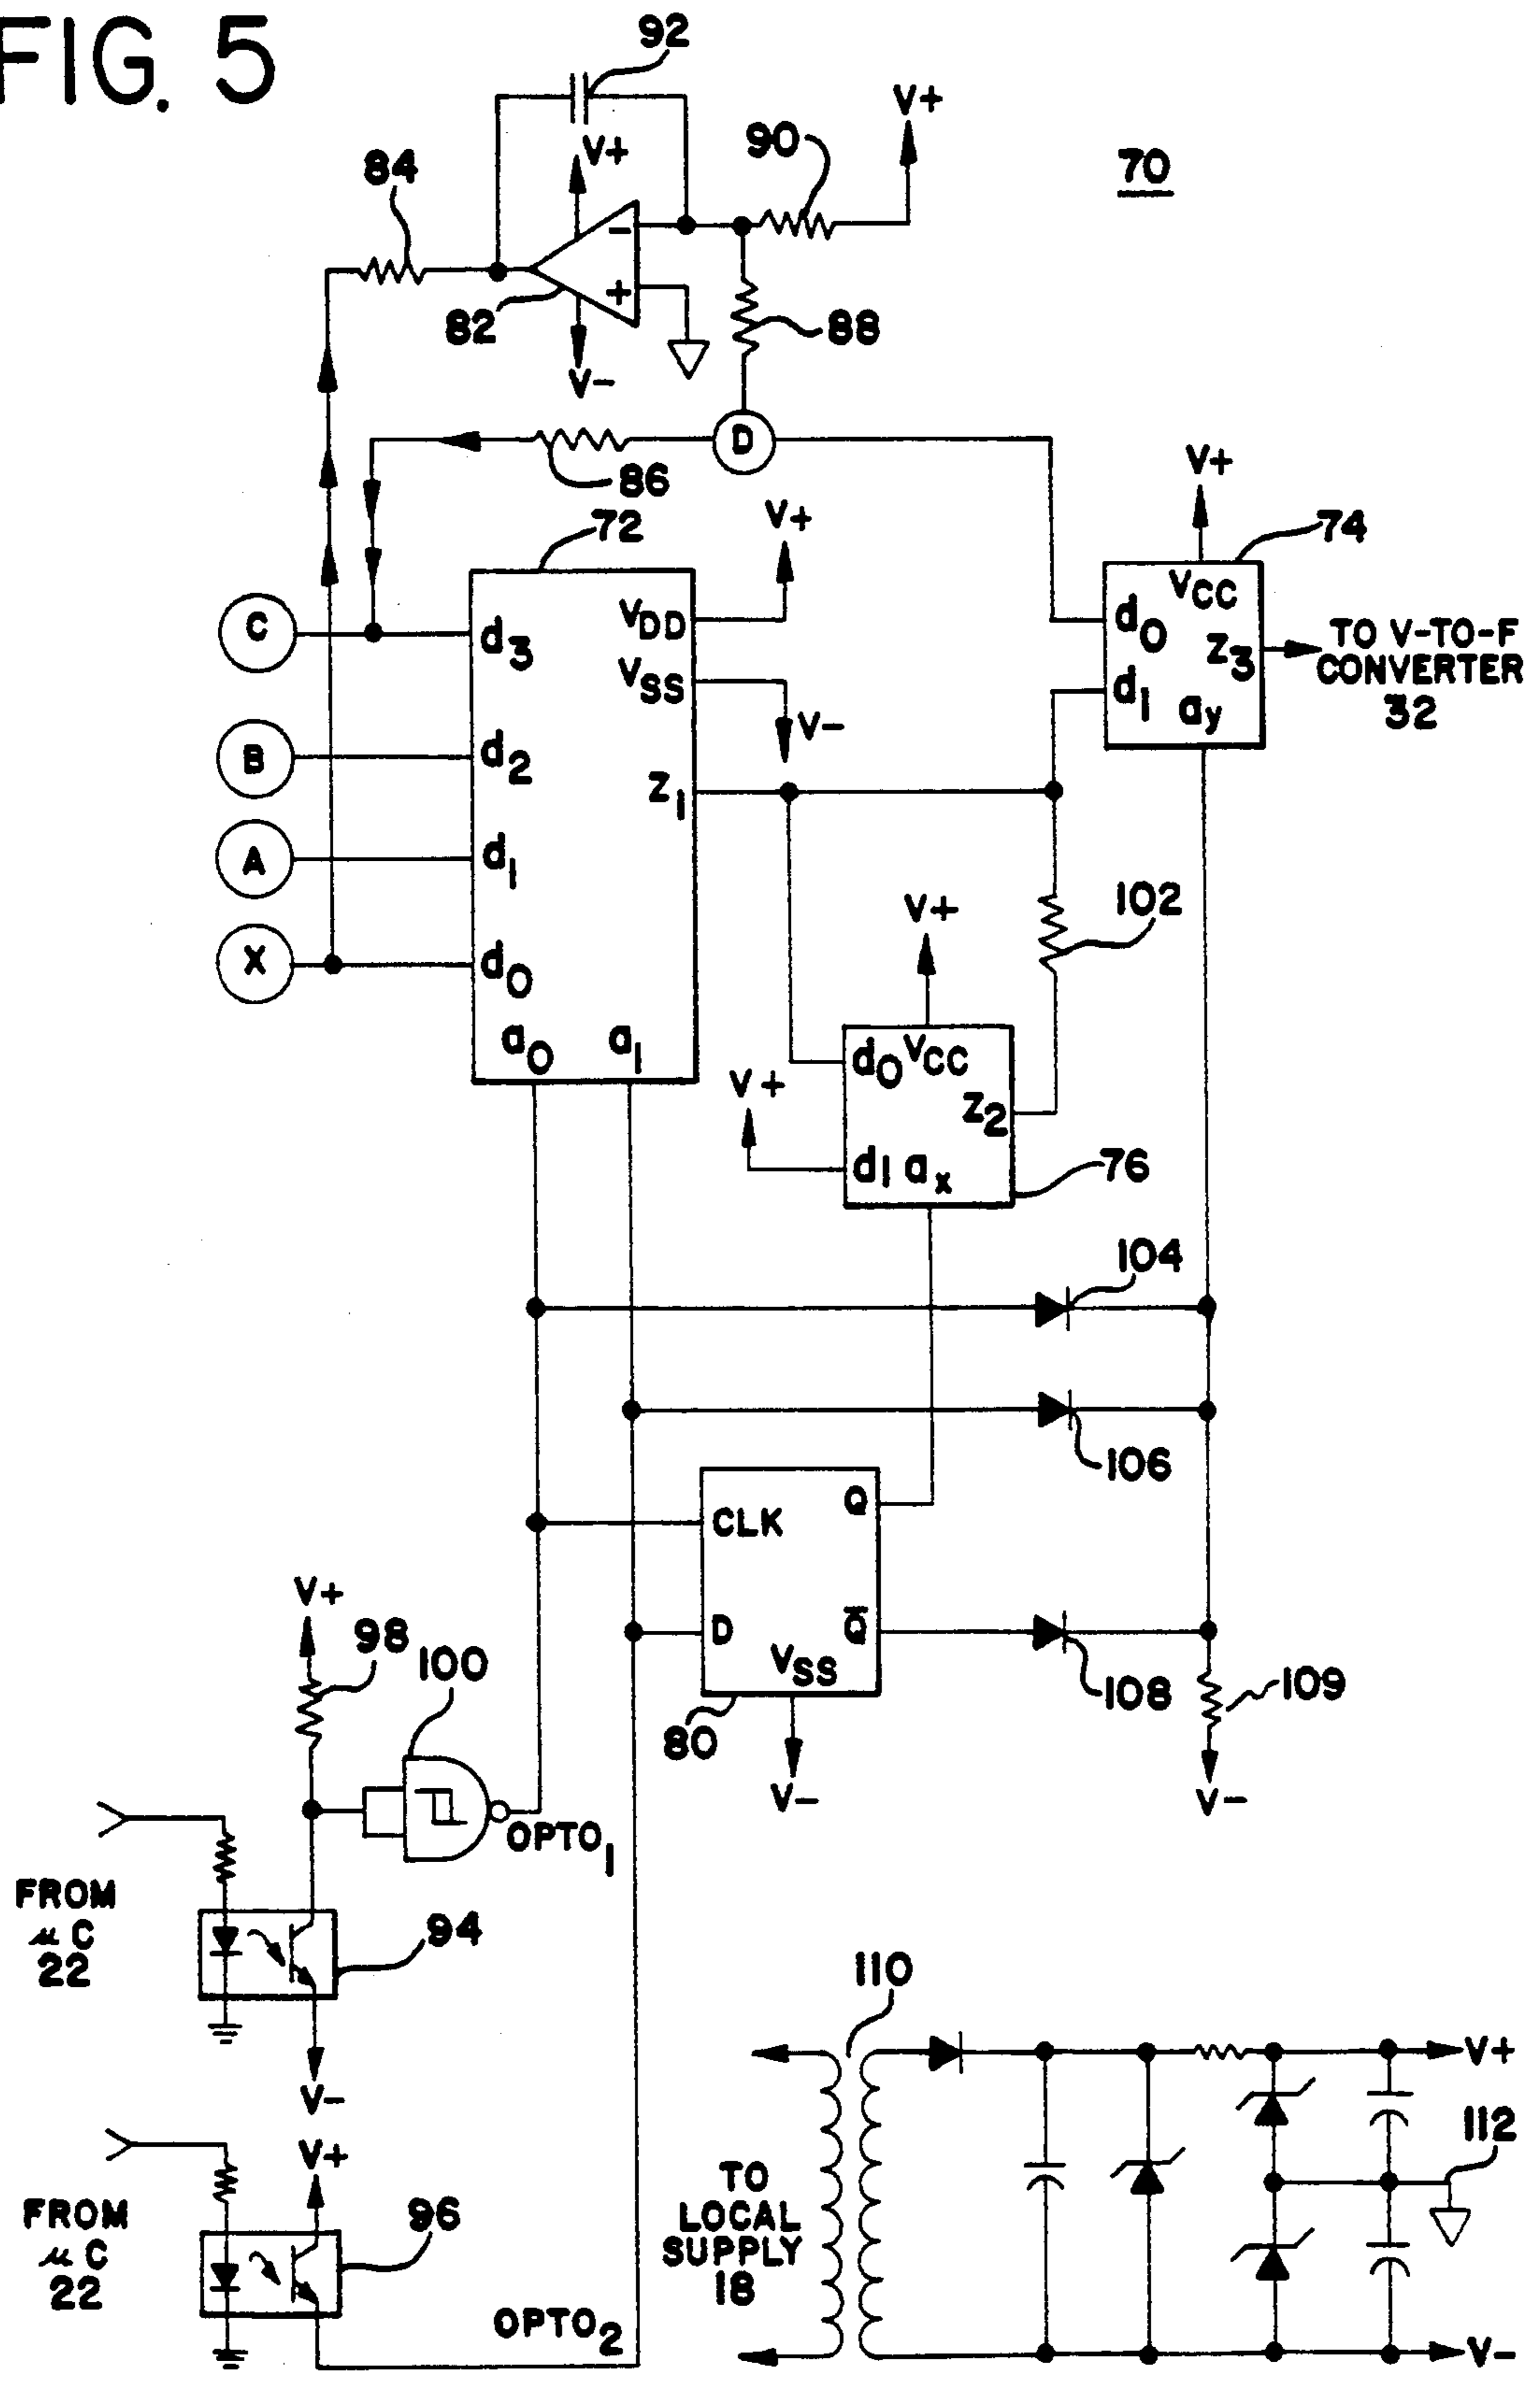 FIG. 5
92
V+
90
V+
70
84
V+
−
+
82
88
V−
D
86
V+
72
V+
74
C
d3
VDD
VCC
d0
z3
TO V-TO-F
CONVERTER
32
VSS
d1
ay
V−
B
d2
z1
A
d1
102
V+
X
d0
a0
a1
d0
VCC
V+
z2
d1
ax
76
104
106
Q
CLK
V+
98
100
D
Q̅
VSS
108
109
80
V−
V−
OPTO1
FROM
μC
22
94
110
V−
V+
112
V+
TO
LOCAL
SUPPLY
18
FROM
μC
22
96
OPTO2
V−